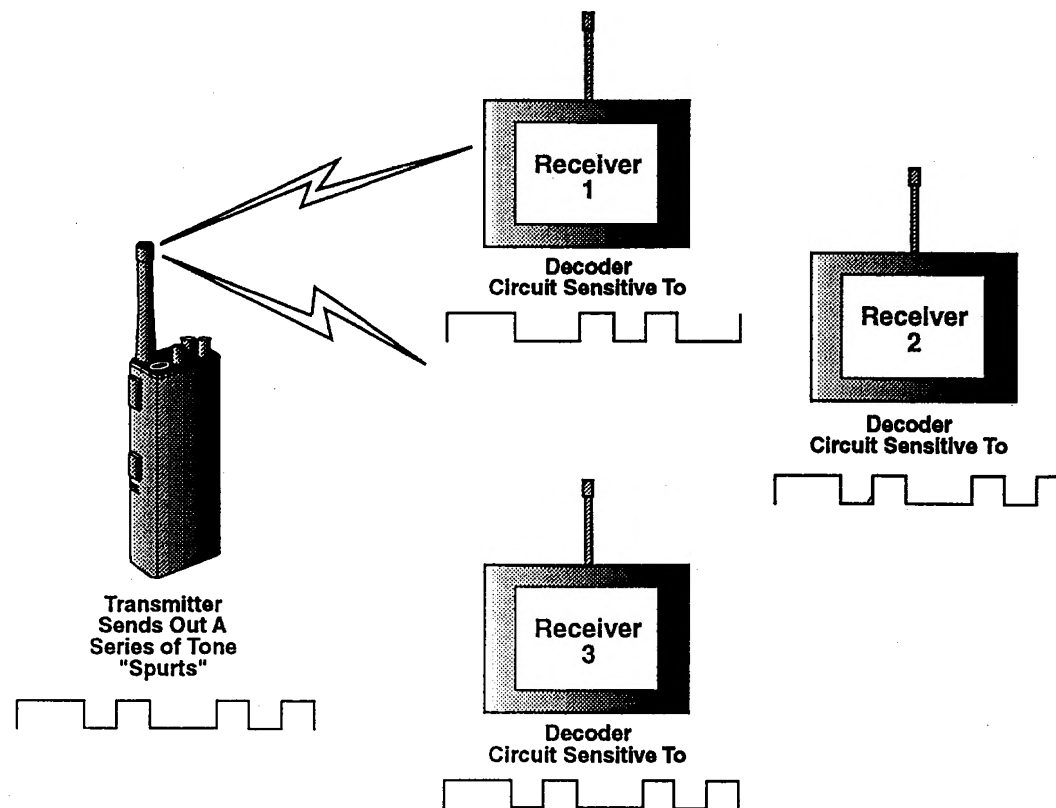 Receiver
1
Decoder
Circuit Sensitive To
Receiver
2
Decoder
Circuit Sensitive To
Transmitter
Sends Out A
Series of Tone
"Spurts"
Receiver
3
Decoder
Circuit Sensitive To